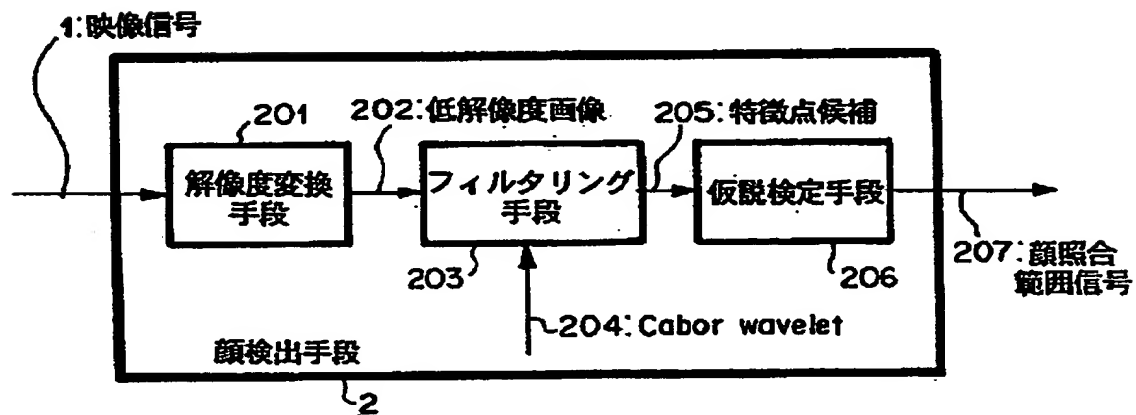 1:映像信号
201
202:低解像度画像
205:特徴点候補
解像度変換
手段
フィルタリング
手段
仮説検定手段
203
206
207:顔照合
範囲信号
204:Cabor wavelet
顔検出手段
2